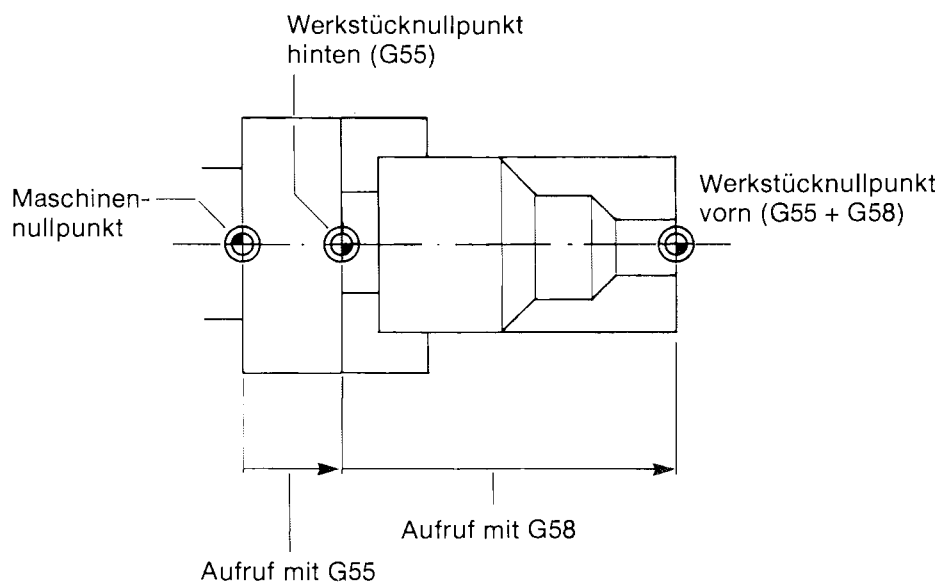 Werkstücknullpunkt
hinten (G55)
Maschinen-
nullpunkt
Werkstücknullpunkt
vorn (G55 + G58)
Aufruf mit G58
Aufruf mit G55